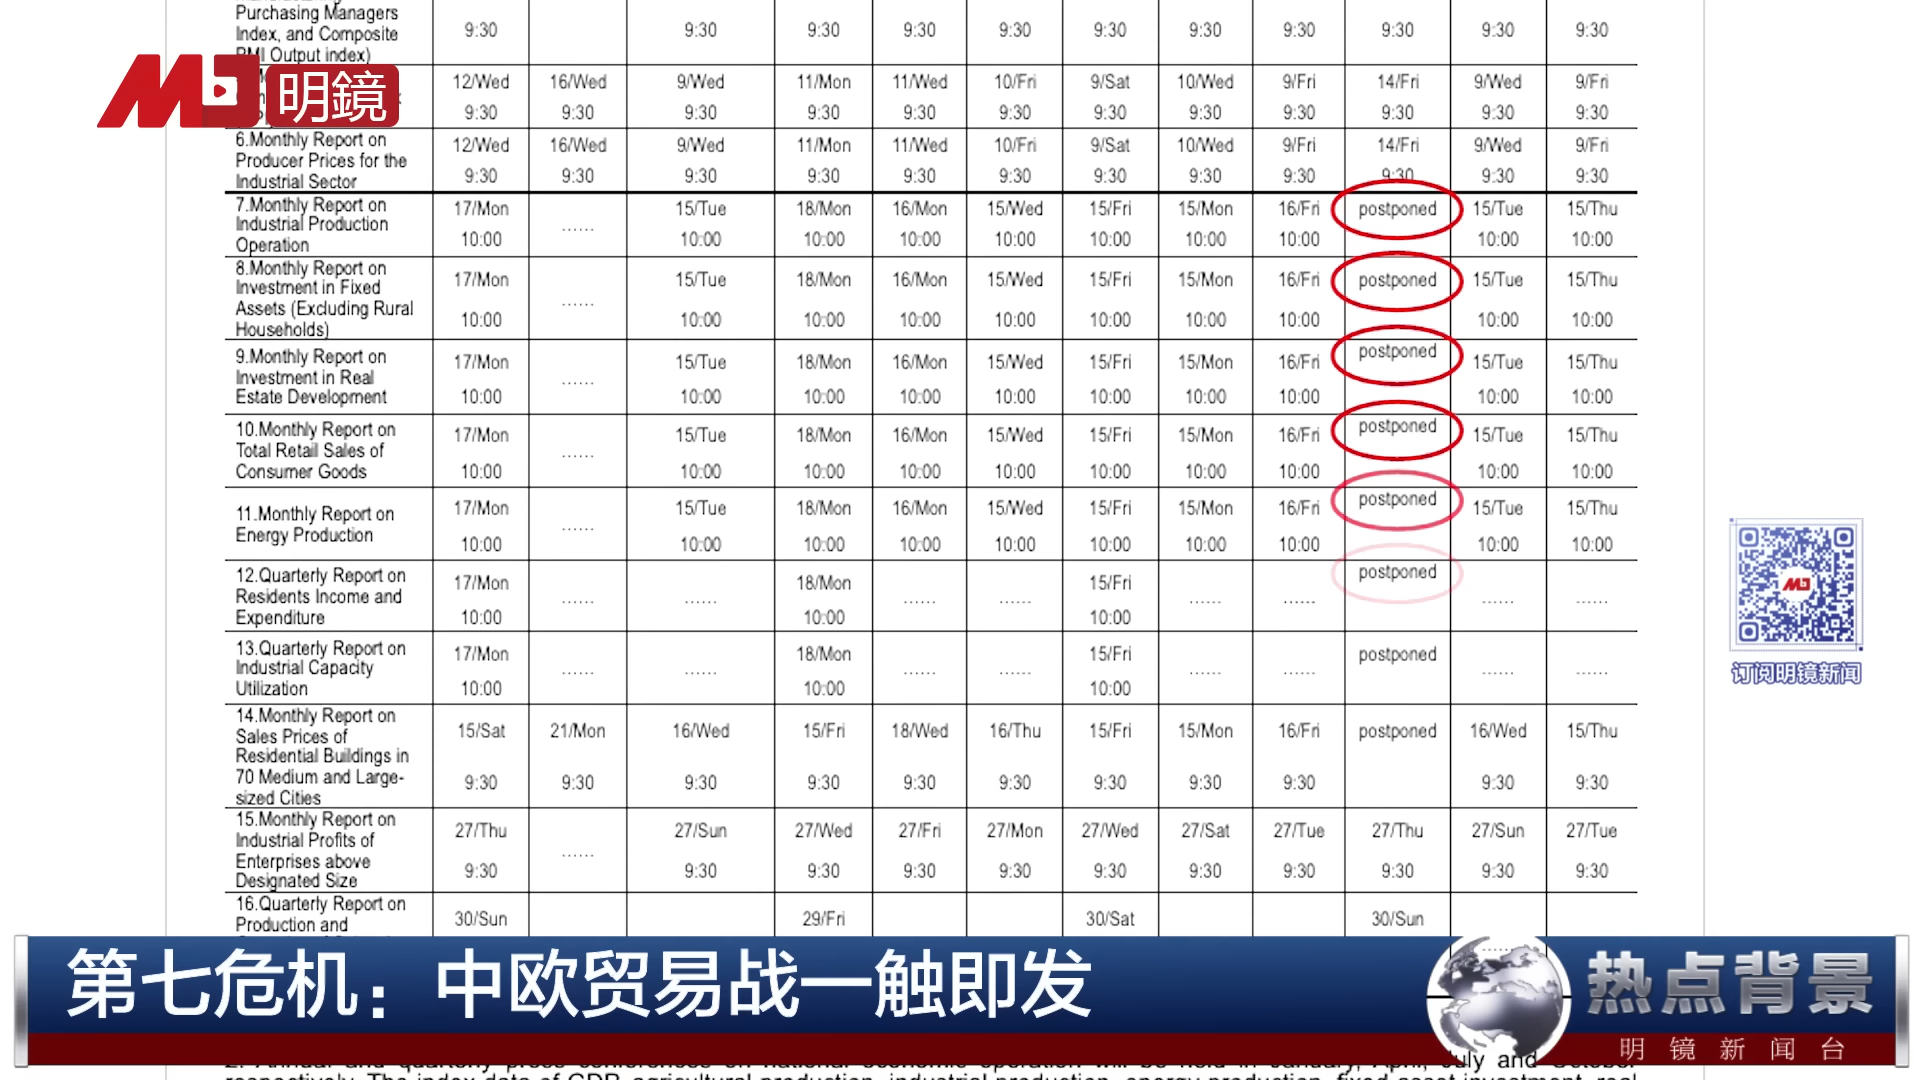 Purchasing Managers
Index, and Composite
PMI Output index)
9:30 9:30 9:30 9:30 9:30 9:30 9:30 9:30 9:30 9:30 9:30
明鏡
12/Wed 16/Wed 9/Wed 11/Mon 11/Wed 10/Fri 9/Sat 10/Wed 9/Fri 14/Fri 9/Wed 9/Fri
9:30 9:30 9:30 9:30 9:30 9:30 9:30 9:30 9:30 9:30 9:30 9:30
6.Monthly Report on
Producer Prices for the
Industrial Sector
12/Wed 16/Wed 9/Wed 11/Mon 11/Wed 10/Fri 9/Sat 10/Wed 9/Fri 14/Fri 9/Wed 9/Fri
9:30 9:30 9:30 9:30 9:30 9:30 9:30 9:30 9:30 9:30 9:30 9:30
7.Monthly Report on
Industrial Production
Operation
17/Mon ...... 15/Tue 18/Mon 16/Mon 15/Wed 15/Fri 15/Mon 16/Fri postponed 15/Tue 15/Thu
10:00 10:00 10:00 10:00 10:00 10:00 10:00 10:00 10:00 10:00
8.Monthly Report on
Investment in Fixed
Assets (Excluding Rural
Households)
17/Mon ...... 15/Tue 18/Mon 16/Mon 15/Wed 15/Fri 15/Mon 16/Fri postponed 15/Tue 15/Thu
10:00 10:00 10:00 10:00 10:00 10:00 10:00 10:00 10:00 10:00
9.Monthly Report on
Investment in Real
Estate Development
17/Mon ...... 15/Tue 18/Mon 16/Mon 15/Wed 15/Fri 15/Mon 16/Fri postponed 15/Tue 15/Thu
10:00 10:00 10:00 10:00 10:00 10:00 10:00 10:00 10:00 10:00
10.Monthly Report on
Total Retail Sales of
Consumer Goods
17/Mon ...... 15/Tue 18/Mon 16/Mon 15/Wed 15/Fri 15/Mon 16/Fri postponed 15/Tue 15/Thu
10:00 10:00 10:00 10:00 10:00 10:00 10:00 10:00 10:00 10:00
11.Monthly Report on
Energy Production
17/Mon ...... 15/Tue 18/Mon 16/Mon 15/Wed 15/Fri 15/Mon 16/Fri postponed 15/Tue 15/Thu
10:00 10:00 10:00 10:00 10:00 10:00 10:00 10:00 10:00 10:00
12.Quarterly Report on
Residents Income and
Expenditure
17/Mon ...... ...... 18/Mon ...... ...... 15/Fri ...... ...... postponed ...... ......
10:00 10:00 10:00
13.Quarterly Report on
Industrial Capacity
Utilization
17/Mon ...... ...... 18/Mon ...... ...... 15/Fri ...... ...... postponed ...... ......
10:00 10:00 10:00
14.Monthly Report on
Sales Prices of
Residential Buildings in
70 Medium and Large-
sized Cities
15/Sat 21/Mon 16/Wed 15/Fri 18/Wed 16/Thu 15/Fri 15/Mon 16/Fri postponed 16/Wed 15/Thu
9:30 9:30 9:30 9:30 9:30 9:30 9:30 9:30 9:30 9:30 9:30
15.Monthly Report on
Industrial Profits of
Enterprises above
Designated Size
27/Thu ...... 27/Sun 27/Wed 27/Fri 27/Mon 27/Wed 27/Sat 27/Tue 27/Thu 27/Sun 27/Tue
9:30 9:30 9:30 9:30 9:30 9:30 9:30 9:30 9:30 9:30 9:30
16.Quarterly Report on
Production and
30/Sun 29/Fri 30/Sat 30/Sun
订阅明镜新闻
第七危机：中欧贸易战一触即发
热点背景
明镜新闻台
July and